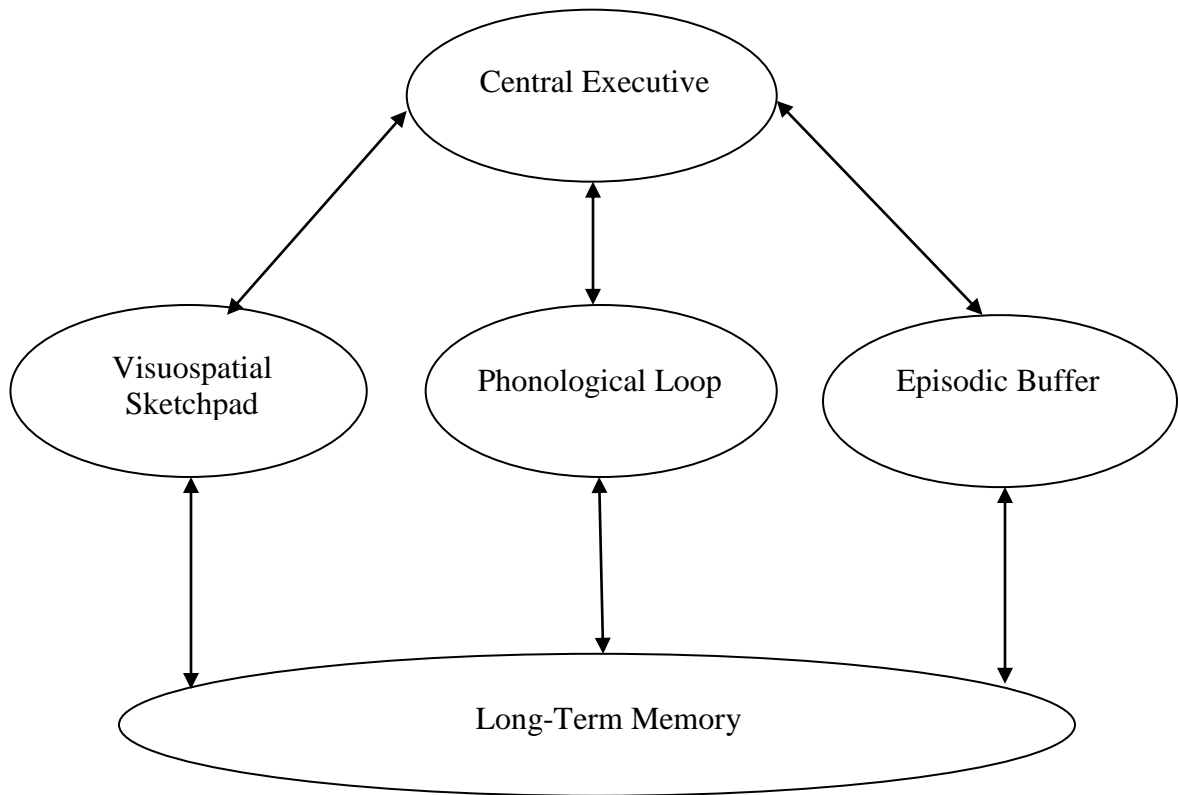 Central Executive
Visuospatial
Sketchpad
Phonological Loop
Episodic Buffer
Long-Term Memory